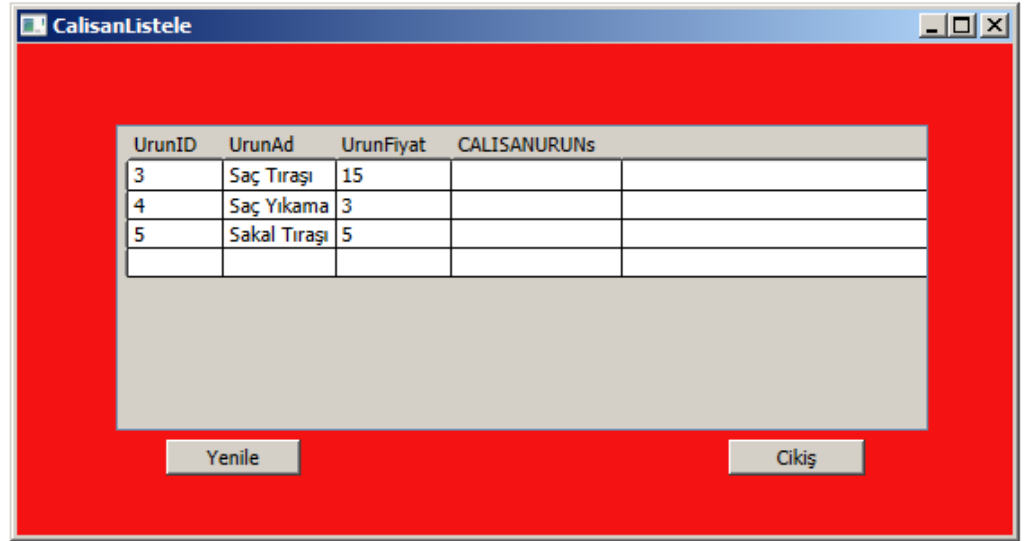 CalisanListele
UrunID UrunAd UrunFiyat CALISANURUNs
3 Saç Tıraşı 15
4 Saç Yıkama 3
5 Sakal Tıraşı 5
Yenile Cikiş